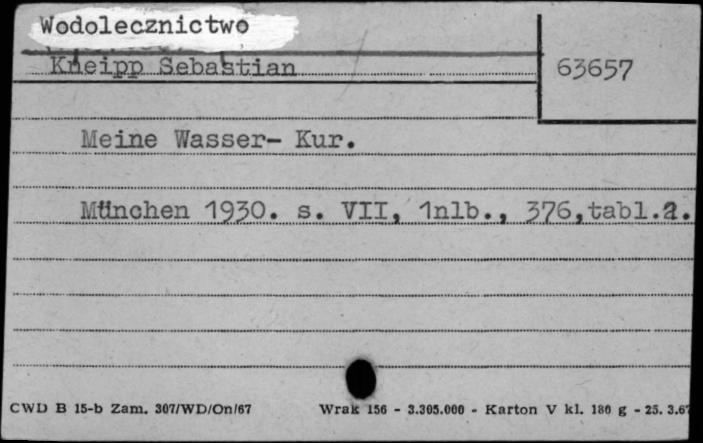 Wodolecznictwo
Kneipp Sebastian
63657
Meine Wasser- Kur.
München 1930. s. VII, 1nlb., 376,tabl.2.
CWD B 15-b Zam. 307/WD/On/67 Wrak 156 - 3.305.000 - Karton V kl. 180 g - 25. 3.67